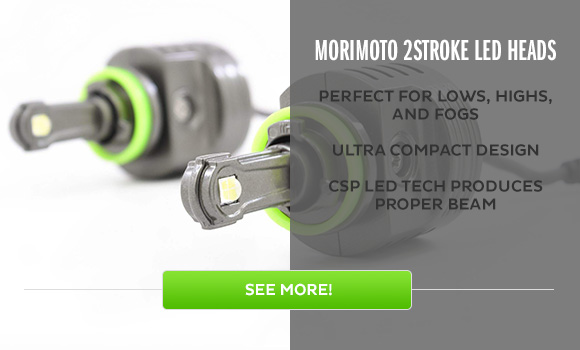 MORIMOTO 2STROKE LED HEADS
PERFECT FOR LOWS, HIGHS,
AND FOGS
ULTRA COMPACT DESIGN
CSP LED TECH PRODUCES
PROPER BEAM
SEE MORE!